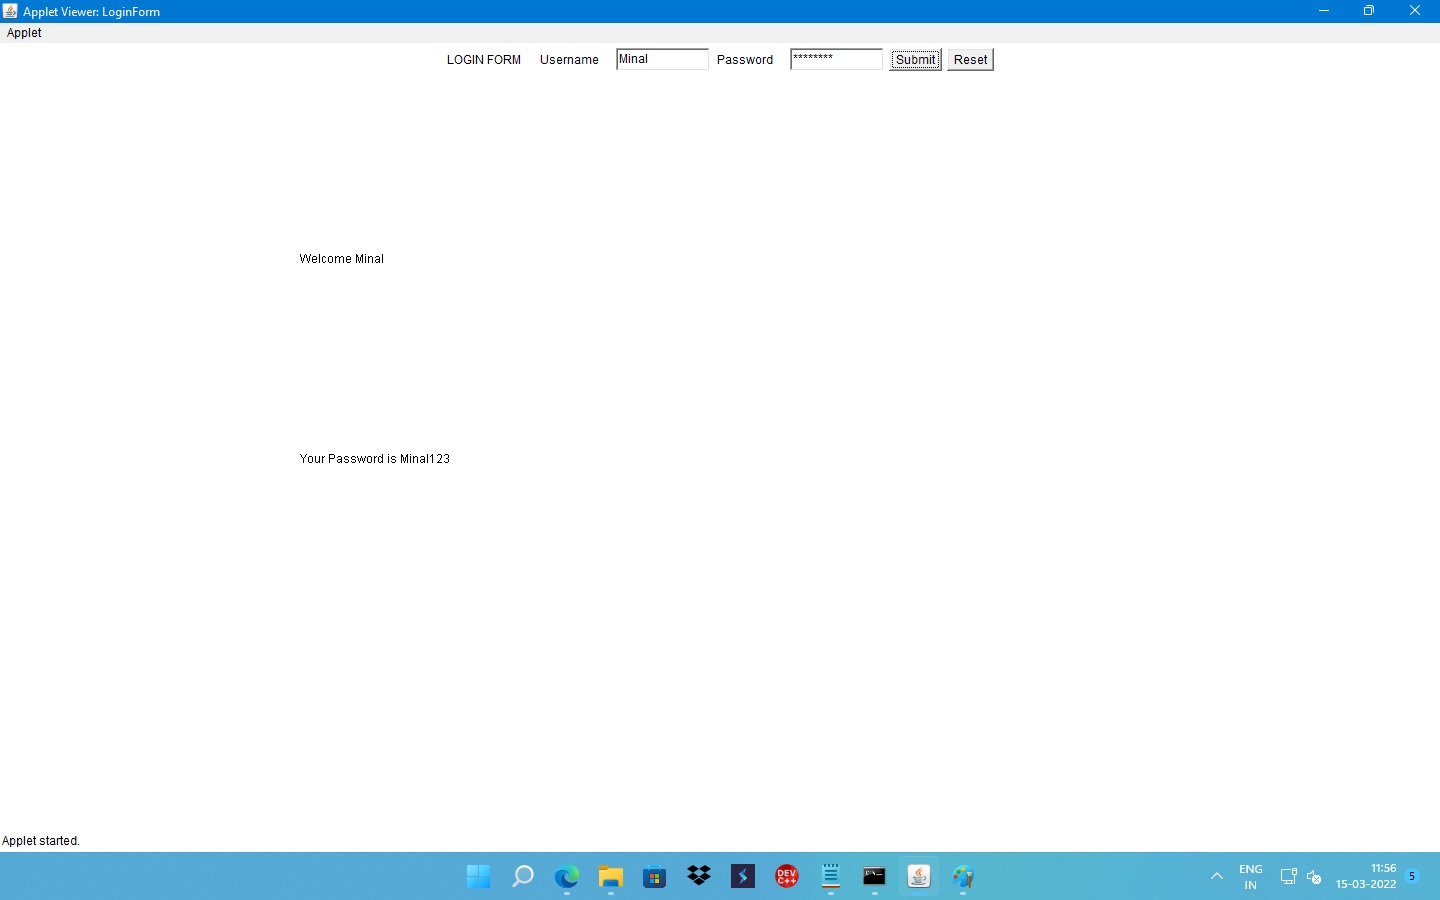 Applet Viewer: LoginForm
Applet
LOGIN FORM Username Minal Password ******** Submit Reset
Welcome Minal
Your Password is Minal123
Applet started.
DEV C++
ENG
IN
11:56
15-03-2022
5